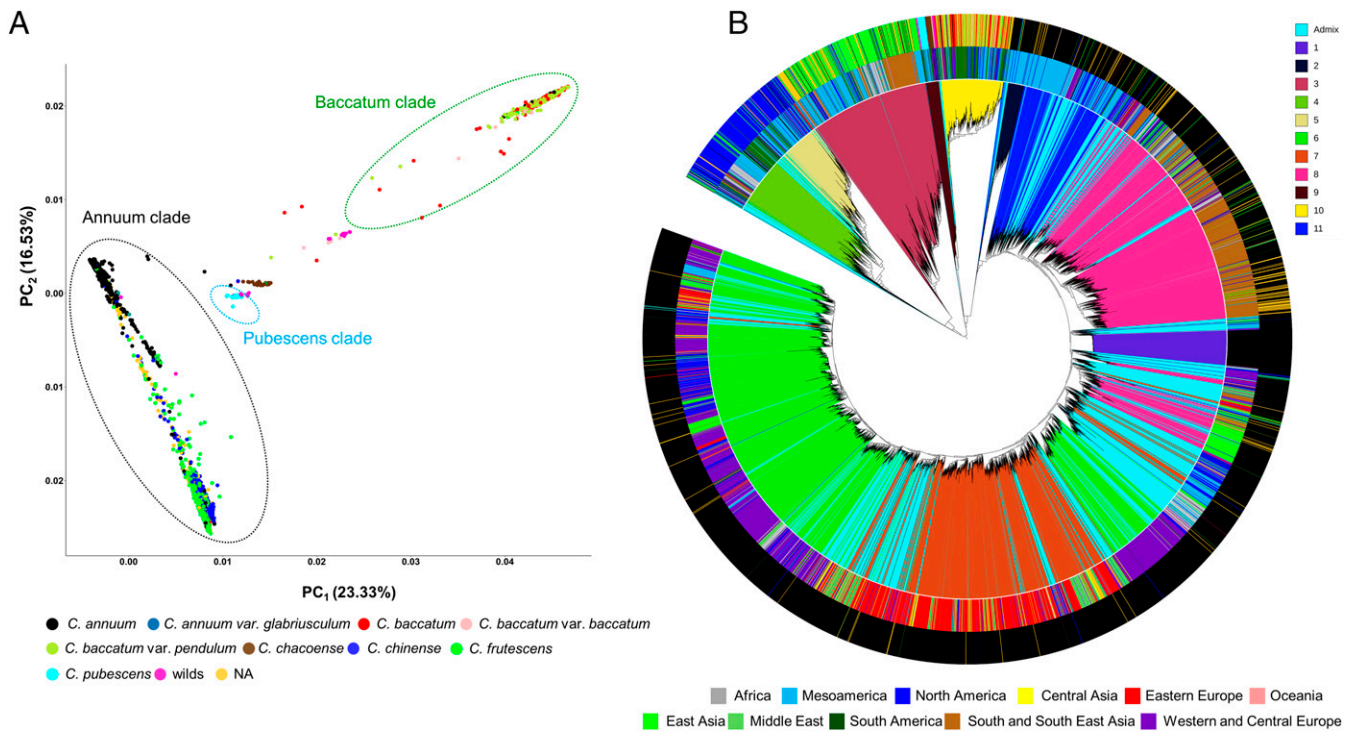 A
B
Baccatum clade
Annuum clade
Pubescens clade
PC2 (16.53%)
0.02
0.01
0.00
0.01
0.02
0.00
0.01
0.02
0.03
0.04
PC1 (23.33%)
C. annuum
C. annuum var. glabriusculum
C. baccatum
C. baccatum var. baccatum
C. baccatum var. pendulum
C. chacoense
C. chinense
C. frutescens
C. pubescens
wilds
NA
Admix
1
2
3
4
5
6
7
8
9
10
11
Africa
Mesoamerica
North America
Central Asia
Eastern Europe
Oceania
East Asia
Middle East
South America
South and South East Asia
Western and Central Europe